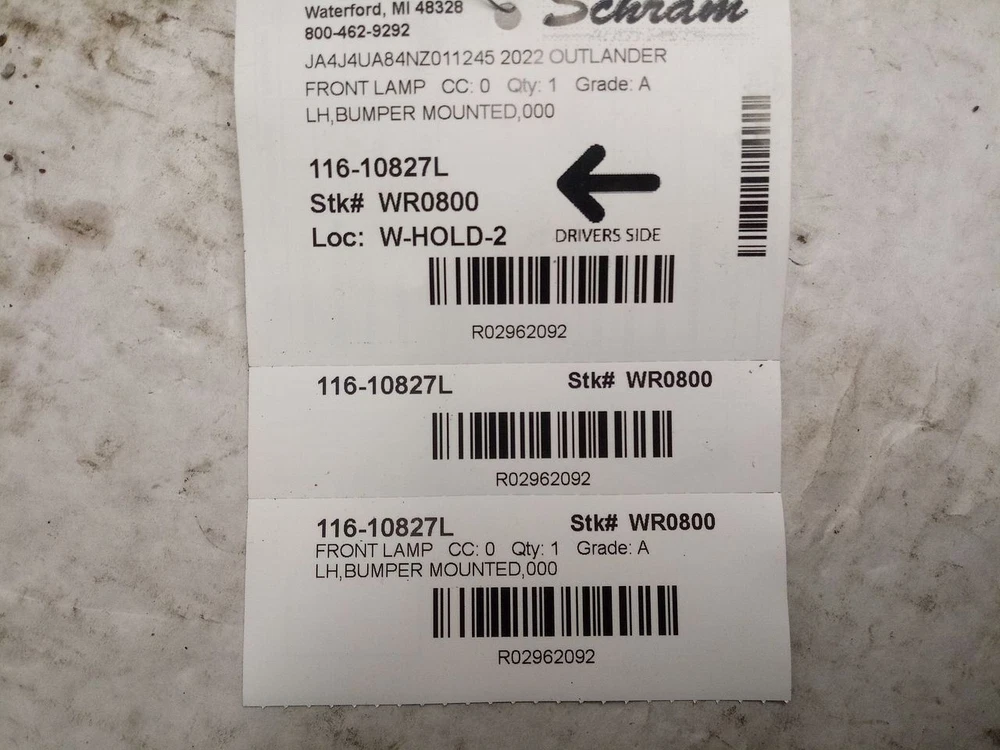 Waterford, MI 48328
Schram
800-462-9292
JA4J4UA84NZ011245 2022 OUTLANDER
FRONT LAMP CC: 0 Qty: 1 Grade: A
LH,BUMPER MOUNTED,000
116-10827L
Stk# WR0800
Loc: W-HOLD-2
DRIVERS SIDE
R02962092
116-10827L Stk# WR0800
R02962092
116-10827L Stk# WR0800
FRONT LAMP CC: 0 Qty: 1 Grade: A
LH,BUMPER MOUNTED,000
R02962092